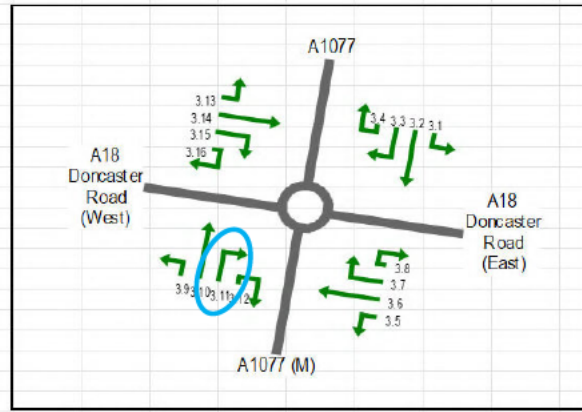 A1077
3.13
3.14
3.15
3.16
3.4 3.3 3.2 3.1
A18
Doncaster
Road
(West)
A18
Doncaster
Road
(East)
3.9 3.10 3.11 3.12
3.8
3.7
3.6
3.5
A1077 (M)